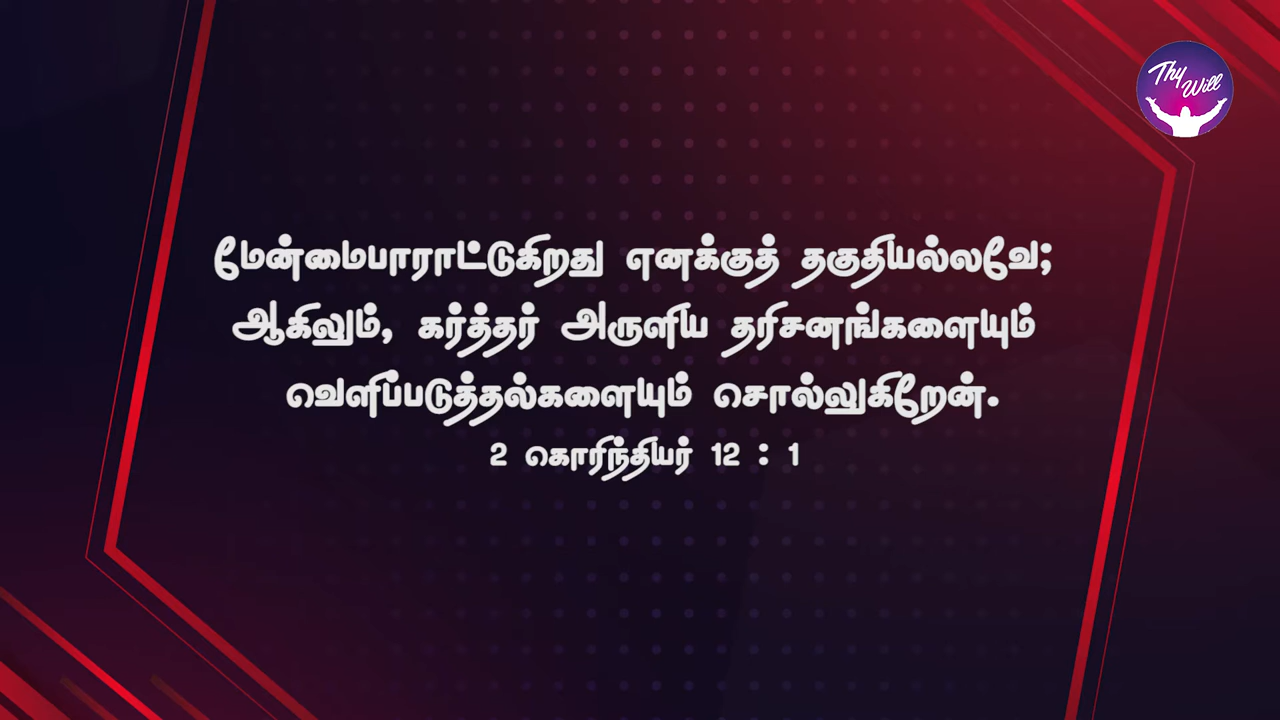 Thy Will
மேன்மைபாராட்டுகிறது எனக்குத் தகுதியல்லவே;
ஆகிலும், கர்த்தர் அருளிய தரிசனங்களையும்
வெளிப்படுத்தல்களையும் சொல்லுகிறேன்.
2 கொரிந்தியர் 12 : 1